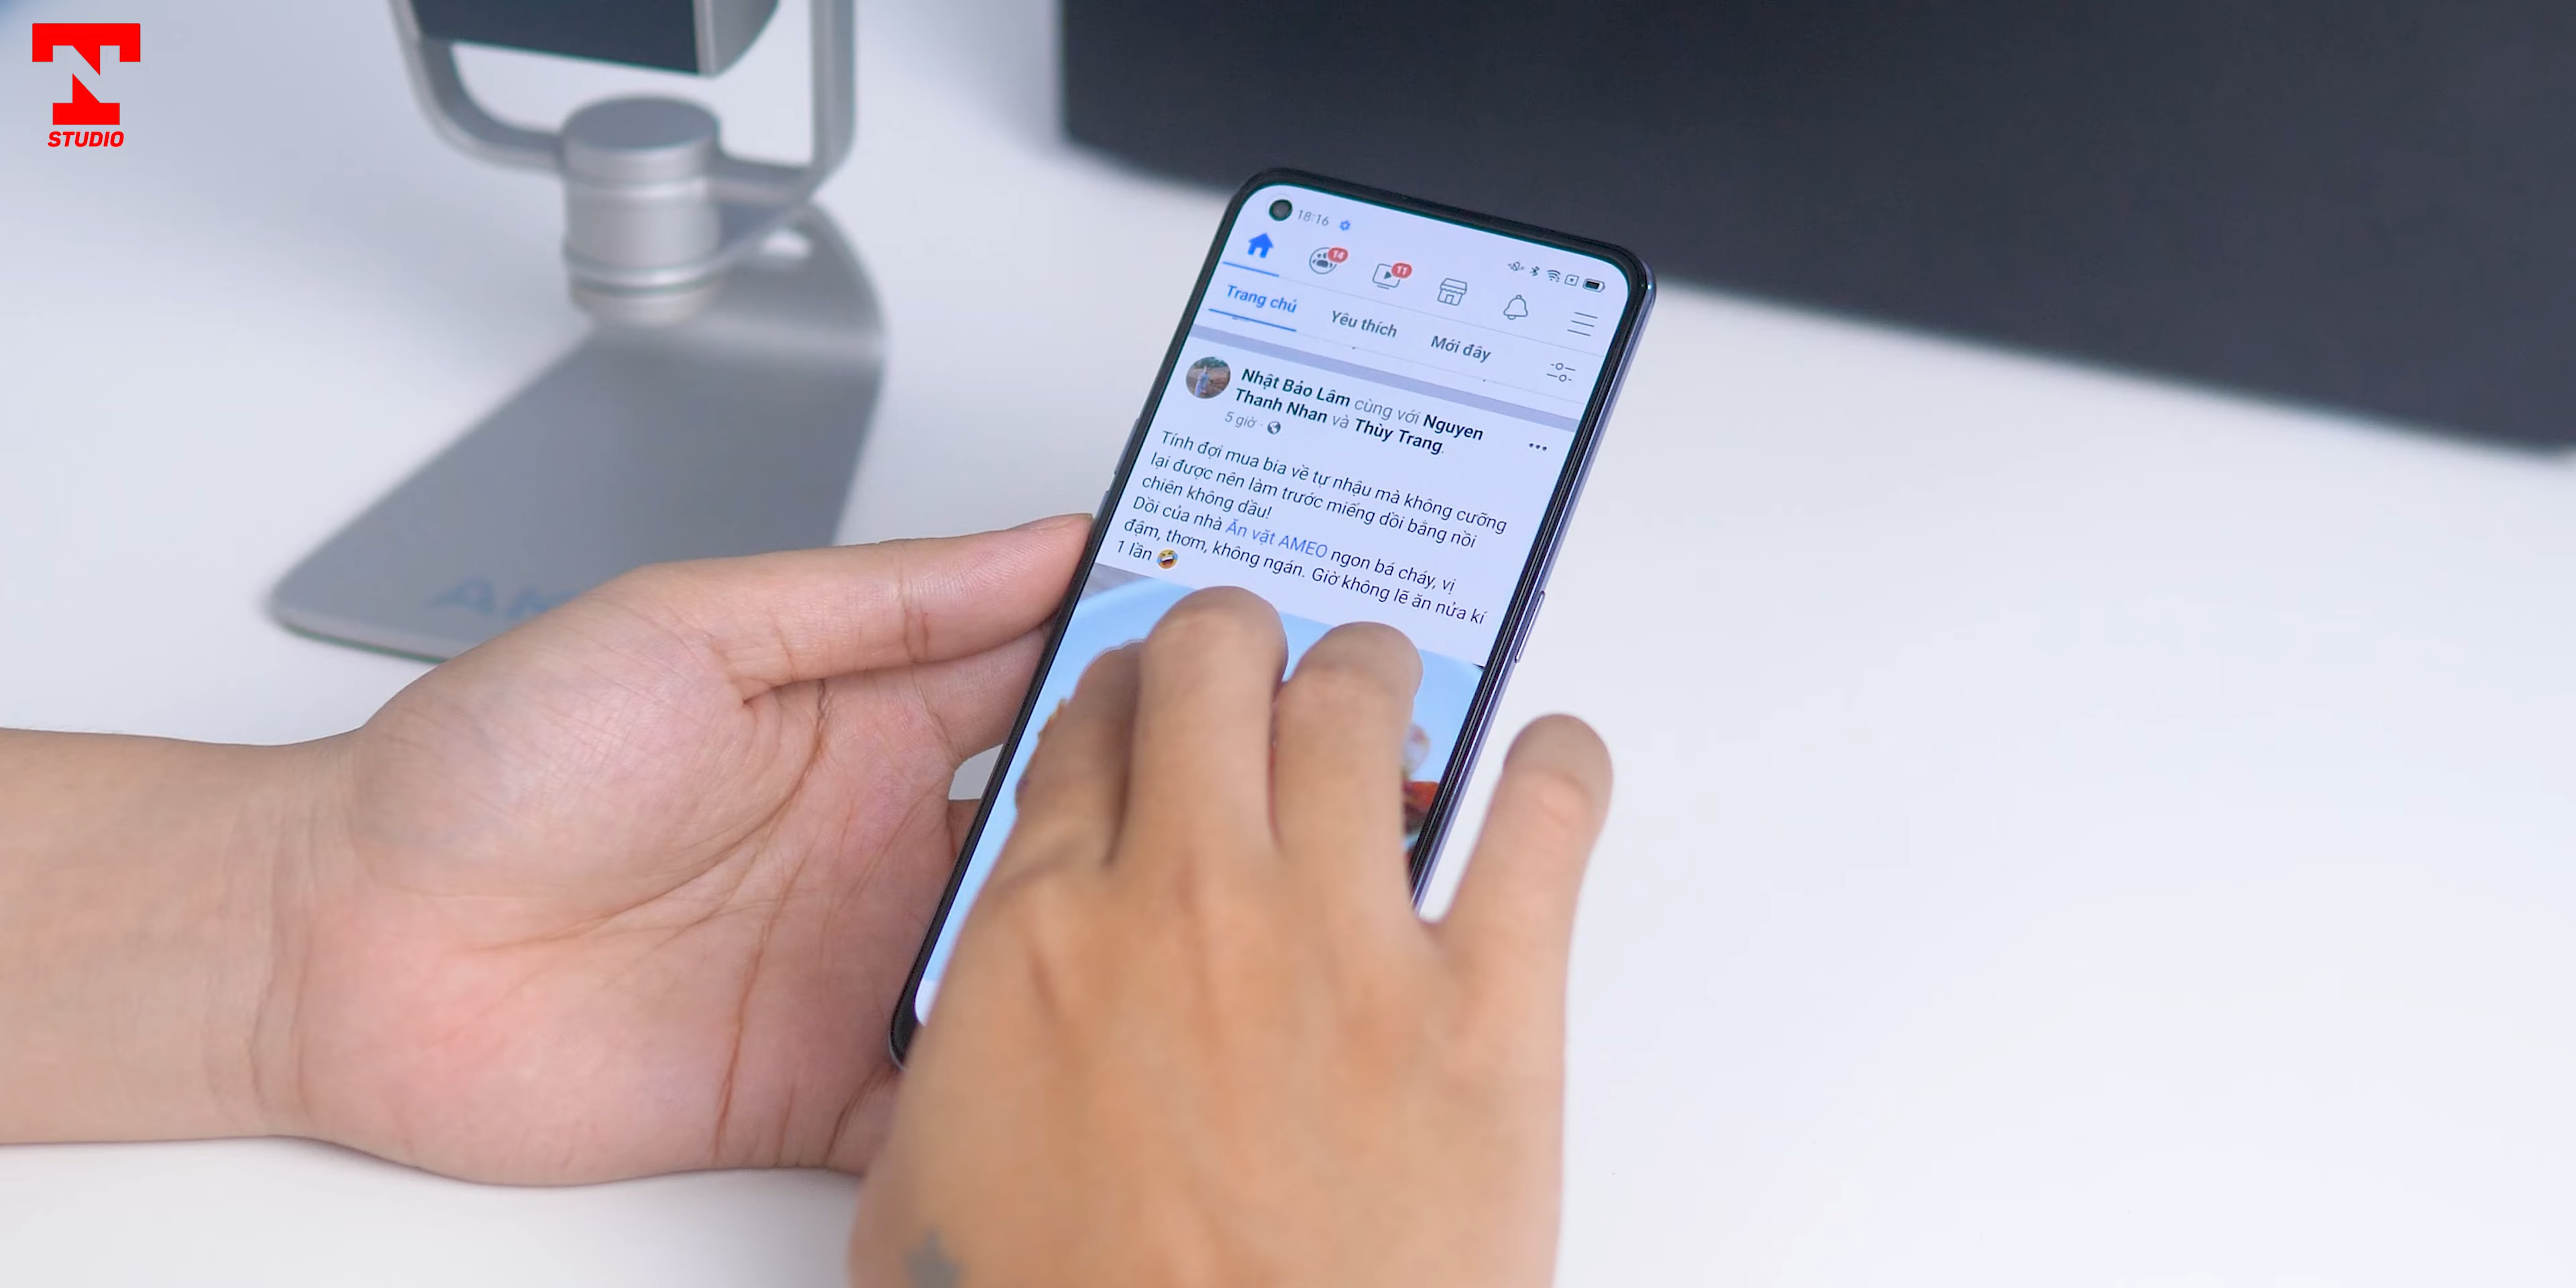 TN
STUDIO
18:16
14
11
Trang chủ
Yêu thích
Mới đây
Nhật Bảo Lâm cùng với Nguyen
Thanh Nhan và Thùy Trang.
5 giờ
Tính đợi mua bia về tự nhậu mà không cưỡng
lại được nên làm trước miếng dồi bằng nồi
chiên không dầu!
Dồi của nhà Ăn vặt AMEO ngon bá cháy, vị
đậm, thơm, không ngán. Giờ không lẽ ăn nửa kí
1 lần